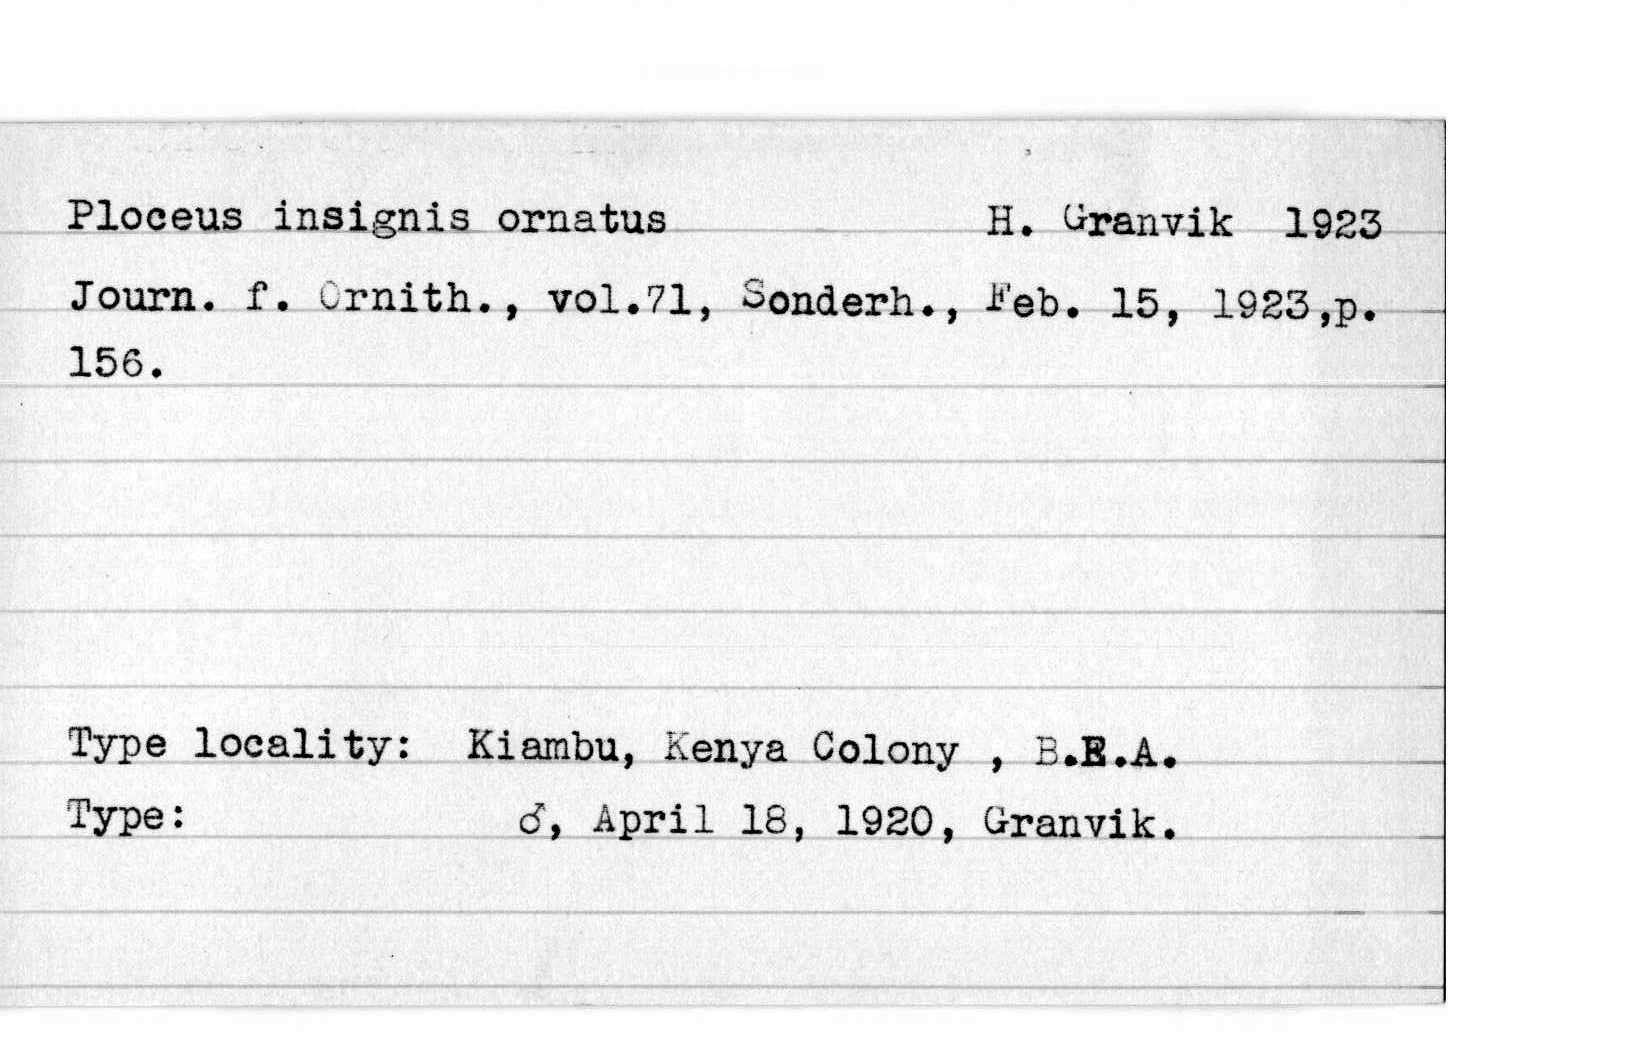 Ploceus insignis ornatus H. Granvik 1923
Journ. f. Ornith., vol.71, Sonderh., Feb. 15, 1923,p.
156.
Type locality: Kiambu, Kenya Colony , B.E.A.
Type: ♂, April 18, 1920, Granvik.